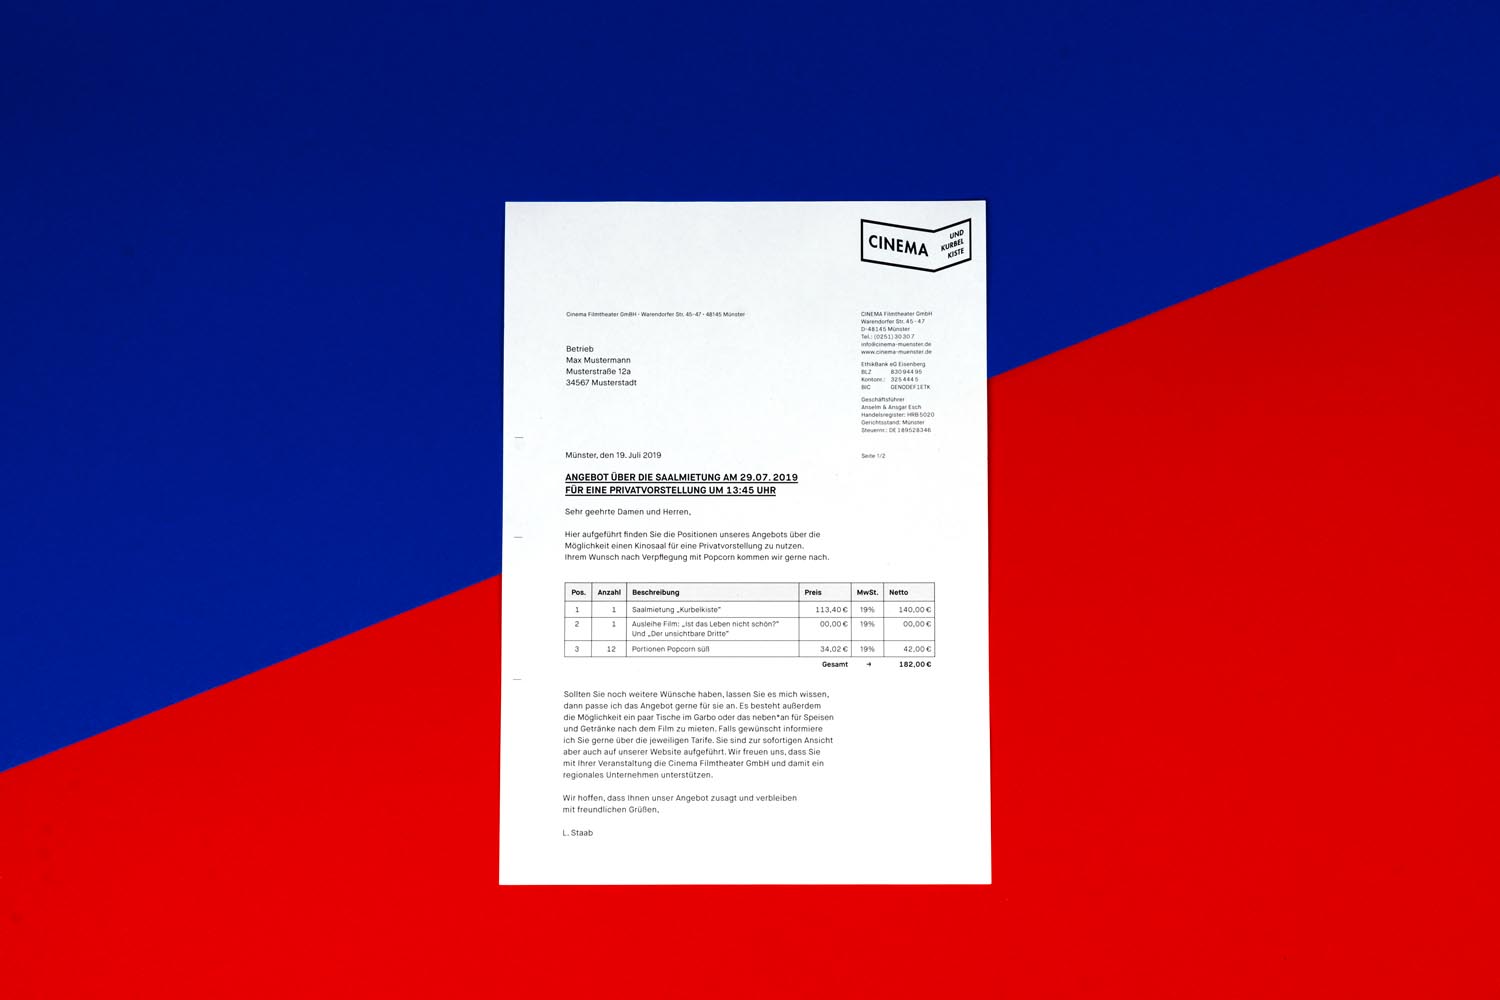 CINEMA
UND
KURBEL
KISTE
Cinema Filmtheater GmBH • Warendorfer Str. 45-47 • 48145 Münster
CINEMA Filmtheater GmbH
Warendorfer Str. 45 - 47
D-48145 Münster
Tel.: (0251) 30 30 7
info@cinema-muenster.de
www.cinema-muenster.de
EthikBank eG Eisenberg
BLZ 830 944 95
Kontonr.: 325 444 5
BIC GENODEF1ETK
Geschäftsführer
Anselm & Ansgar Esch
Handelsregister: HRB 5020
Gerichtsstand: Münster
Steuernr.: DE 189528346
Seite 1/2
Betrieb
Max Mustermann
Musterstraße 12a
34567 Musterstadt
Münster, den 19. Juli 2019
ANGEBOT ÜBER DIE SAALMIETUNG AM 29.07. 2019
FÜR EINE PRIVATVORSTELLUNG UM 13:45 UHR
Sehr geehrte Damen und Herren,
Hier aufgeführt finden Sie die Positionen unseres Angebots über die
Möglichkeit einen Kinosaal für eine Privatvorstellung zu nutzen.
Ihrem Wunsch nach Verpflegung mit Popcorn kommen wir gerne nach.
Pos. Anzahl Beschreibung Preis MwSt. Netto
1 1 Saalmietung „Kurbelkiste“ 113,40 € 19% 140,00 €
2 1 Ausleihe Film: „Ist das Leben nicht schön?“ 00,00 € 19% 00,00 €
Und „Der unsichtbare Dritte“
3 12 Portionen Popcorn süß 34,02 € 19% 42,00 €
Gesamt → 182,00 €
Sollten Sie noch weitere Wünsche haben, lassen Sie es mich wissen,
dann passe ich das Angebot gerne für sie an. Es besteht außerdem
die Möglichkeit ein paar Tische im Garbo oder das neben*an für Speisen
und Getränke nach dem Film zu mieten. Falls gewünscht informiere
ich Sie gerne über die jeweiligen Tarife. Sie sind zur sofortigen Ansicht
aber auch auf unserer Website aufgeführt. Wir freuen uns, dass Sie
mit Ihrer Veranstaltung die Cinema Filmtheater GmbH und damit ein
regionales Unternehmen unterstützen.
Wir hoffen, dass Ihnen unser Angebot zusagt und verbleiben
mit freundlichen Grüßen,
L. Staab